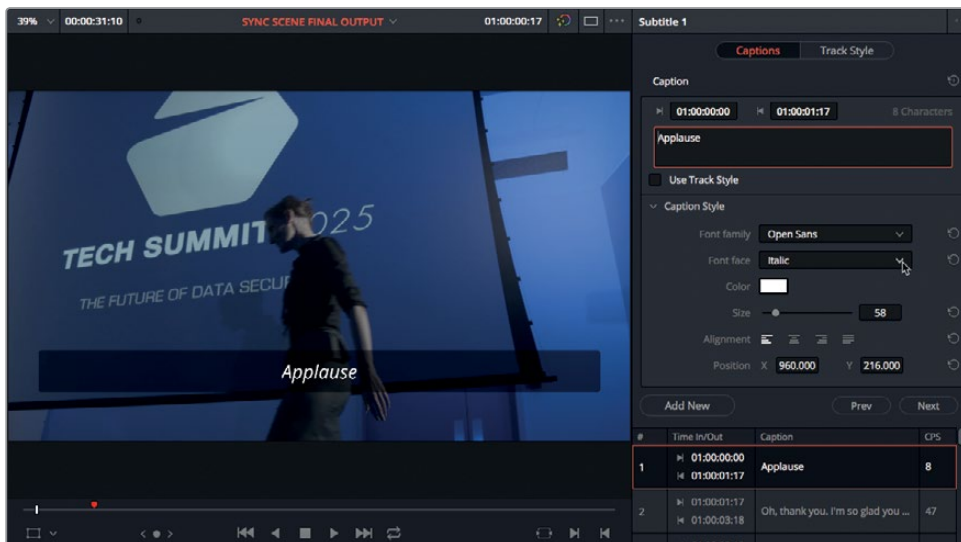 39% 00:00:31:10 SYNC SCENE FINAL OUTPUT 01:00:00:17
TECH SUMMIT 2025
THE FUTURE OF DATA SECUR
Applause
Subtitle 1
Captions Track Style
Caption
01:00:00:00 01:00:01:17 8 Characters
Applause
Use Track Style
Caption Style
Font family Open Sans
Font face Italic
Color
Size 58
Alignment
Position X 960.000 Y 216.000
Add New Prev Next
# Time In/Out Caption CPS
1 01:00:00:00 Applause 8
01:00:01:17
2 01:00:01:17 Oh, thank you. I'm so glad you ... 47
01:00:03:18